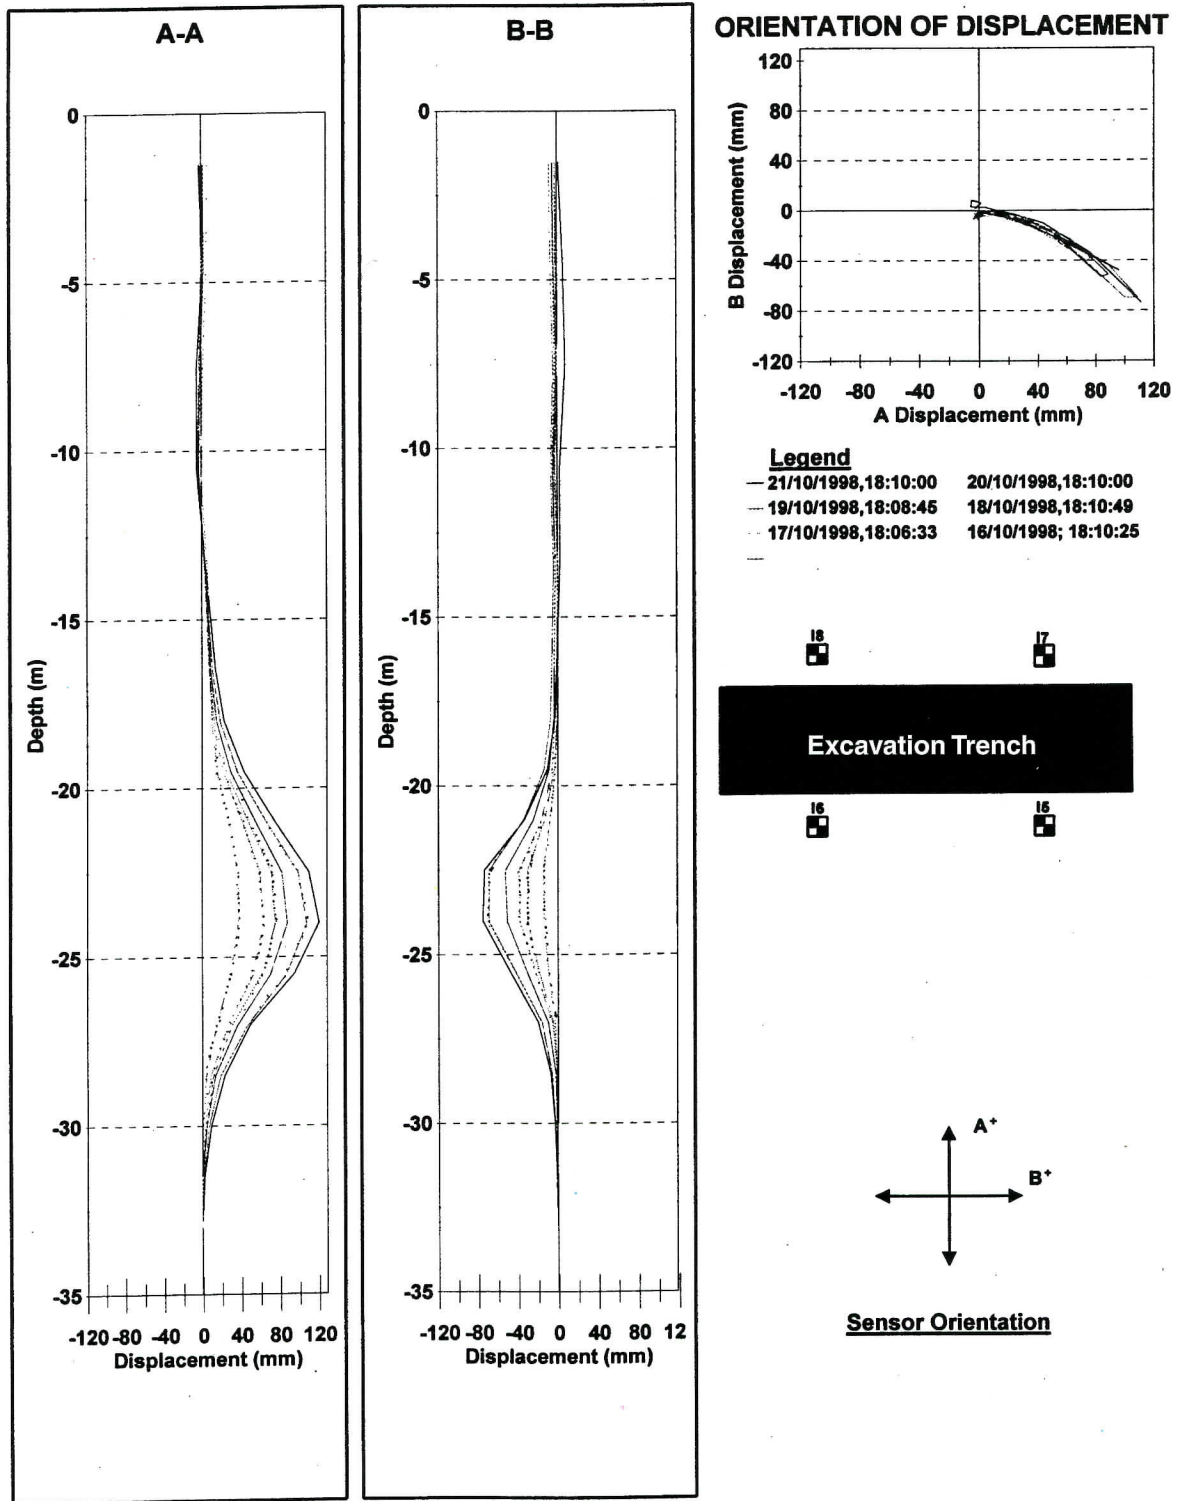 A-A
0
-5
-10
-15
-20
-25
-30
-35
Depth (m)
-120 -80 -40 0 40 80 120
Displacement (mm)
B-B
0
-5
-10
-15
-20
-25
-30
-35
Depth (m)
-120 -80 -40 0 40 80 12
Displacement (mm)
ORIENTATION OF DISPLACEMENT
120
80
40
0
-40
-80
-120
B Displacement (mm)
-120 -80 -40 0 40 80 120
A Displacement (mm)
Legend
21/10/1998,18:10:00 20/10/1998,18:10:00
19/10/1998,18:08:45 18/10/1998,18:10:49
17/10/1998,18:06:33 16/10/1998; 18:10:25
I8 I7
Excavation Trench
I6 I5
A+
B+
Sensor Orientation